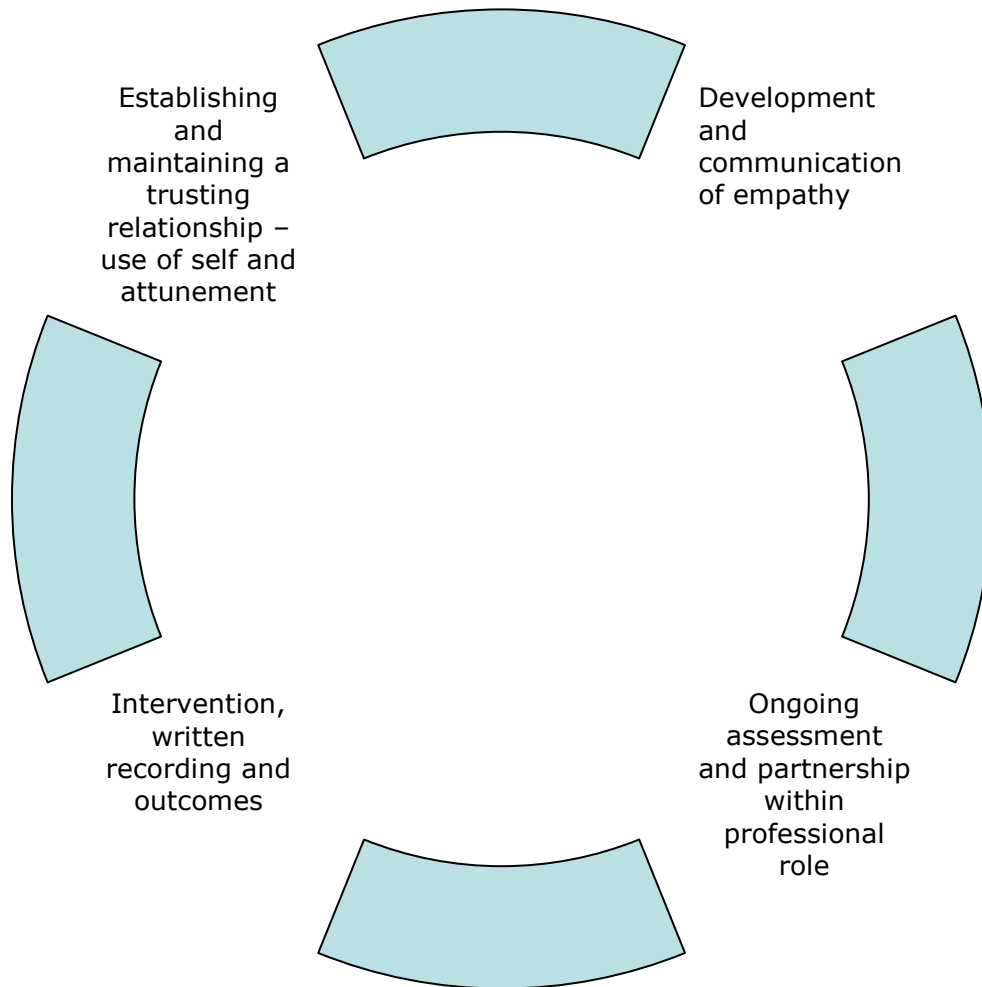 Establishing
and
maintaining a
trusting
relationship –
use of self and
attunement
Development
and
communication
of empathy
Intervention,
written
recording and
outcomes
Ongoing
assessment
and partnership
within
professional
role